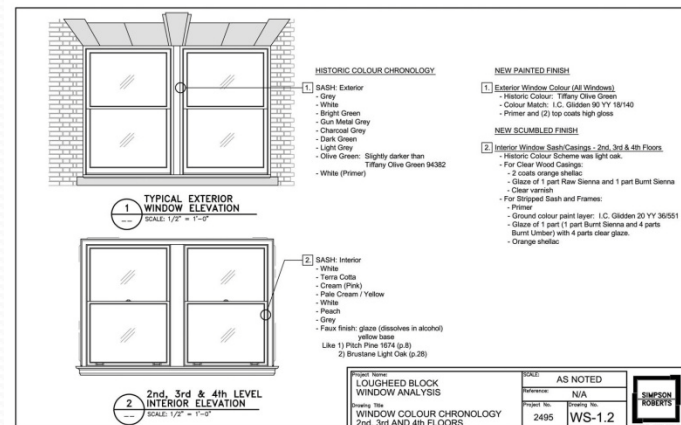 HISTORIC COLOUR CHRONOLOGY
1. SASH: Exterior
- Grey
- White
- Bright Green
- Gun Metal Grey
- Charcoal Grey
- Dark Green
- Light Grey
- Olive Green: Slightly darker than
Tiffany Olive Green 94382
- White (Primer)
1
TYPICAL EXTERIOR
WINDOW ELEVATION
SCALE: 1/2" = 1'-0"
2. SASH: Interior
- White
- Terra Cotta
- Cream (Pink)
- Pale Cream / Yellow
- White
- Peach
- Grey
- Faux finish: glaze (dissolves in alcohol)
yellow base
Like 1) Pitch Pine 1674 (p.8)
2) Brustane Light Oak (p.28)
2
2nd, 3rd & 4th LEVEL
INTERIOR ELEVATION
SCALE: 1/2" = 1'-0"
NEW PAINTED FINISH
1. Exterior Window Colour (All Windows)
- Historic Colour: Tiffany Olive Green
- Colour Match: I.C. Glidden 90 YY 18/140
- Primer and (2) top coats high gloss
NEW SCUMBLED FINISH
2. Interior Window Sash/Casings - 2nd, 3rd & 4th Floors
- Historic Colour Scheme was light oak.
- For Clear Wood Casings:
- 2 coats orange shellac
- Glaze of 1 part Raw Sienna and 1 part Burnt Sienna
- Clear varnish
- For Stripped Sash and Frames:
- Primer
- Ground colour paint layer: I.C. Glidden 20 YY 36/551
- Glaze of 1 part (1 part Burnt Sienna and 4 parts
Burnt Umber) with 4 parts clear glaze.
- Orange shellac
Project Name:
LOUGHEED BLOCK
WINDOW ANALYSIS
Drawing Title
WINDOW COLOUR CHRONOLOGY
2nd, 3rd AND 4th FLOORS
SCALE:
AS NOTED
Reference:
N/A
Project No.
2495
Drawing No.
WS-1.2
SIMPSON
ROBERTS